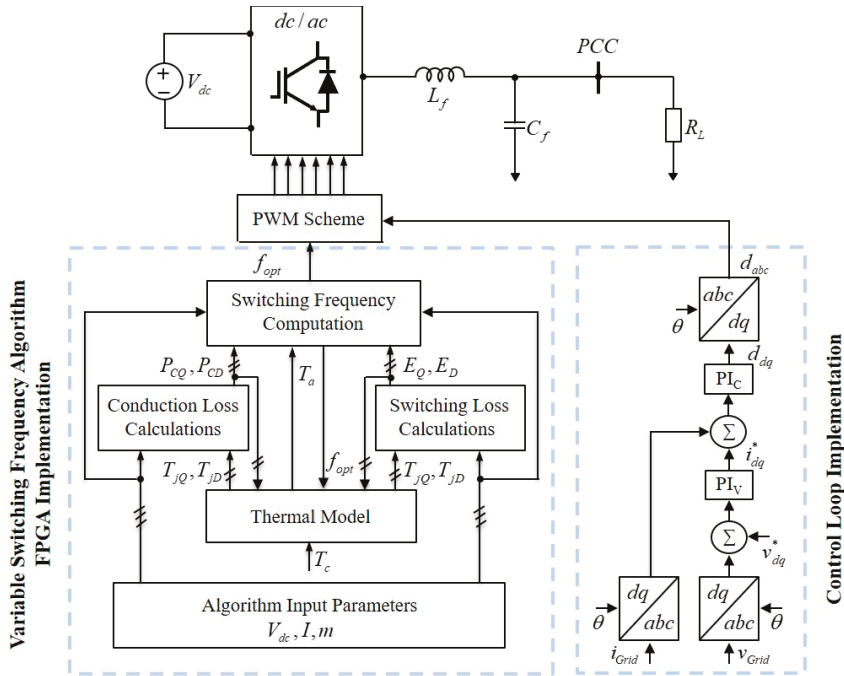 dc / ac
V_dc
L_f
C_f
PCC
R_L
PWM Scheme
Variable Switching Frequency Algorithm
FPGA Implementation
f_opt
Switching Frequency
Computation
P_CQ , P_CD
T_a
E_Q , E_D
Conduction Loss
Calculations
Switching Loss
Calculations
T_jQ , T_jD
f_opt
T_jQ , T_jD
Thermal Model
T_c
Algorithm Input Parameters
V_dc , I , m
d_abc
abc
dq
θ
d_dq
PI_C
Σ
i*_dq
PI_V
Σ
v*_dq
dq
abc
θ
dq
abc
θ
i_Grid
v_Grid
Control Loop Implementation